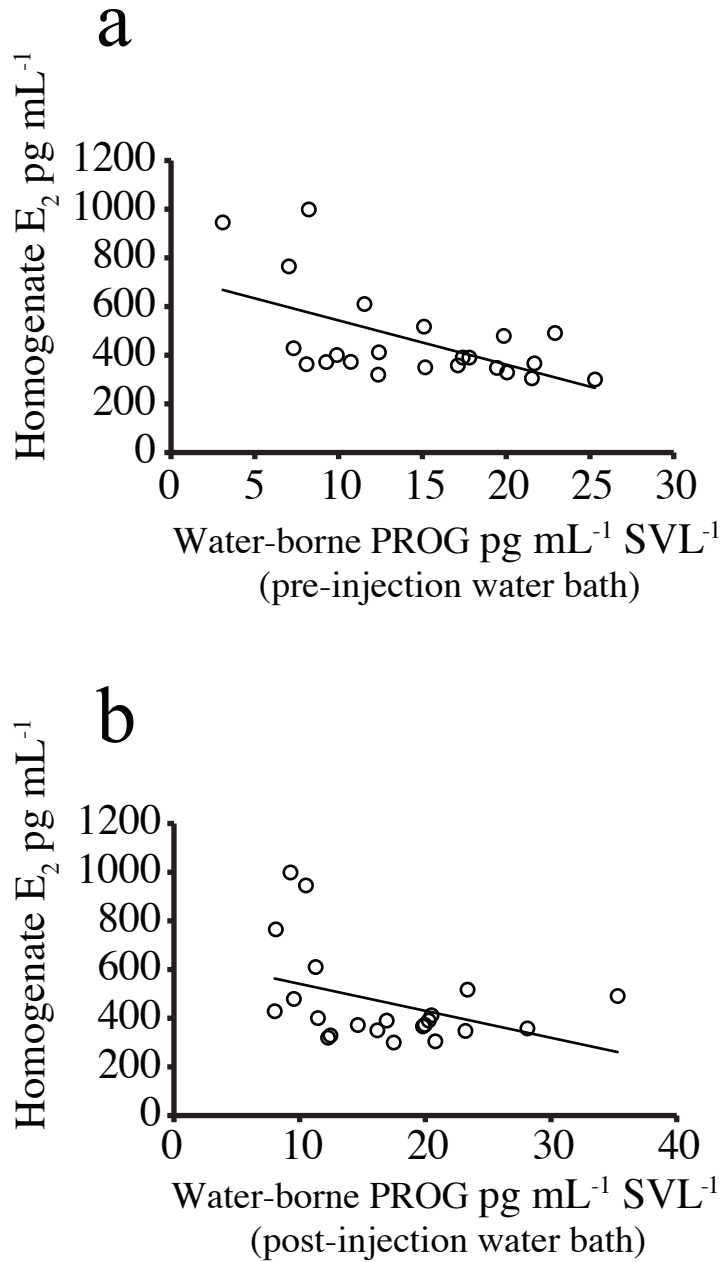 a
Homogenate E₂ pg mL⁻¹
1200
1000
800
600
400
200
0
0 5 10 15 20 25 30
Water-borne PROG pg mL⁻¹ SVL⁻¹
(pre-injection water bath)
b
Homogenate E₂ pg mL⁻¹
1200
1000
800
600
400
200
0
0 10 20 30 40
Water-borne PROG pg mL⁻¹ SVL⁻¹
(post-injection water bath)